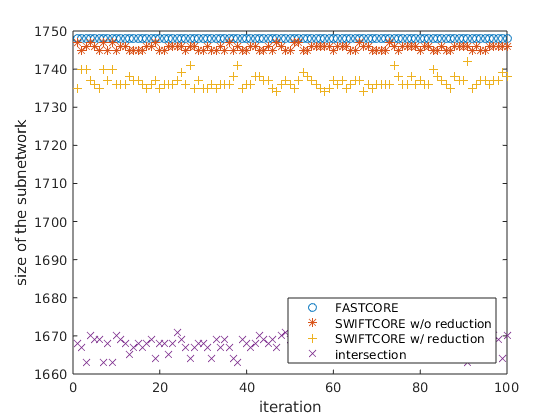 1750
1740
1730
1720
1710
1700
1690
1680
1670
1660
size of the subnetwork
FASTCORE
SWIFTCORE w/o reduction
SWIFTCORE w/ reduction
intersection
0 20 40 60 80 100
iteration